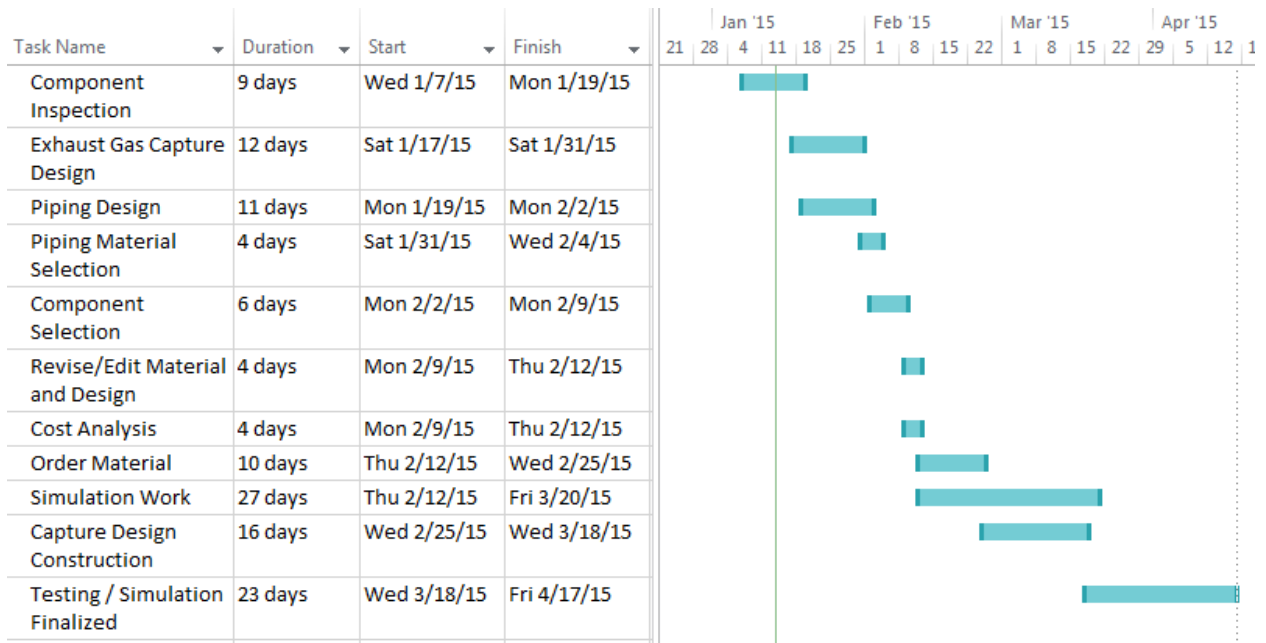 Jan '15 Feb '15 Mar '15 Apr '15
Task Name Duration Start Finish 21 28 4 11 18 25 1 8 15 22 1 8 15 22 29 5 12 1
Component 9 days Wed 1/7/15 Mon 1/19/15
Inspection
Exhaust Gas Capture 12 days Sat 1/17/15 Sat 1/31/15
Design
Piping Design 11 days Mon 1/19/15 Mon 2/2/15
Piping Material 4 days Sat 1/31/15 Wed 2/4/15
Selection
Component 6 days Mon 2/2/15 Mon 2/9/15
Selection
Revise/Edit Material 4 days Mon 2/9/15 Thu 2/12/15
and Design
Cost Analysis 4 days Mon 2/9/15 Thu 2/12/15
Order Material 10 days Thu 2/12/15 Wed 2/25/15
Simulation Work 27 days Thu 2/12/15 Fri 3/20/15
Capture Design 16 days Wed 2/25/15 Wed 3/18/15
Construction
Testing / Simulation 23 days Wed 3/18/15 Fri 4/17/15
Finalized